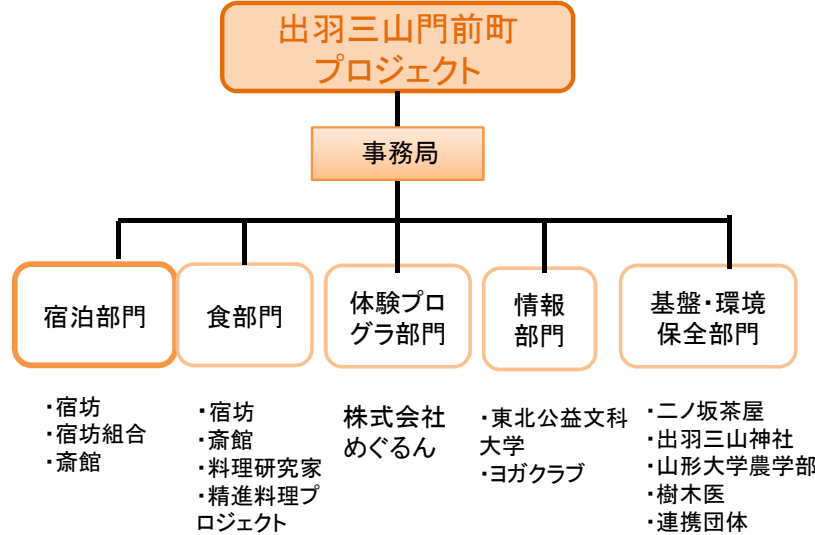 出羽三山門前町
プロジェクト
事務局
宿泊部門
食部門
体験プロ
グラ部門
情報
部門
基盤・環境
保全部門
・宿坊
・宿坊組合
・斎館
・宿坊
・斎館
・料理研究家
・精進料理プ
ロジェクト
株式会社
めぐるん
・東北公益文科
大学
・ヨガクラブ
・二ノ坂茶屋
・出羽三山神社
・山形大学農学部
・樹木医
・連携団体